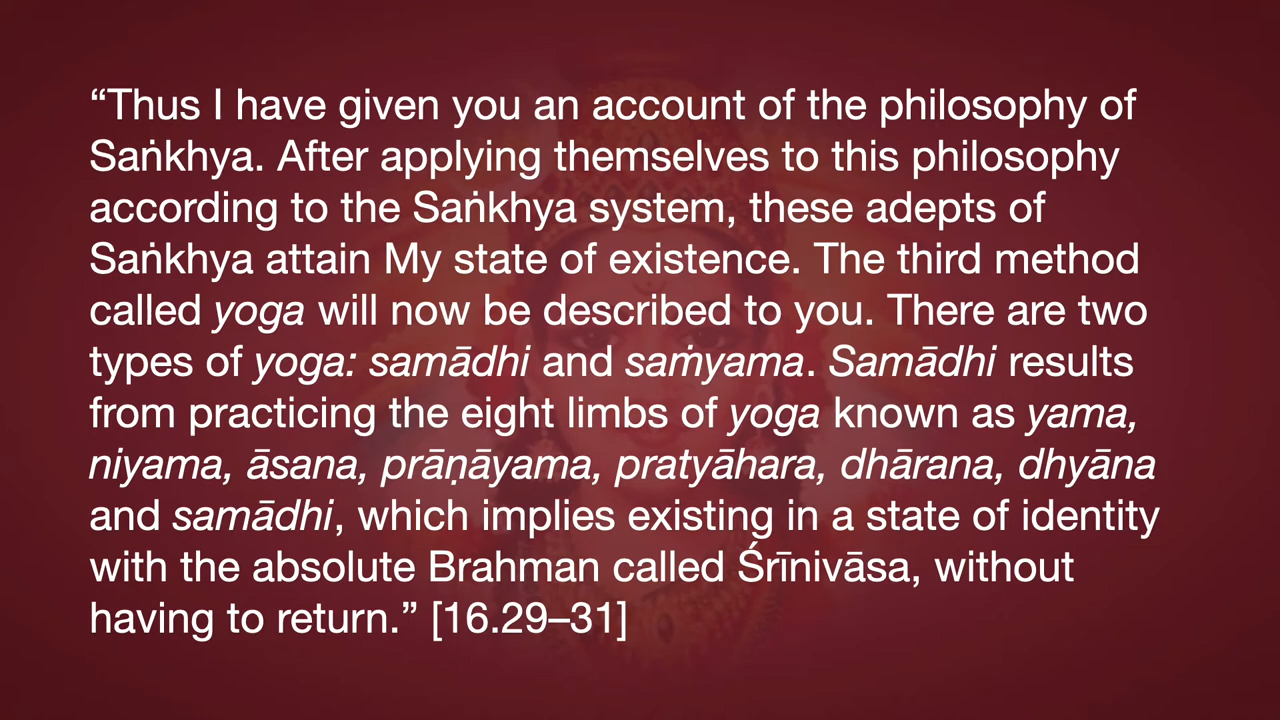 “Thus I have given you an account of the philosophy of
Saṅkhya. After applying themselves to this philosophy
according to the Saṅkhya system, these adepts of
Saṅkhya attain My state of existence. The third method
called yoga will now be described to you. There are two
types of yoga: samādhi and saṁyama. Samādhi results
from practicing the eight limbs of yoga known as yama,
niyama, āsana, prāṇāyama, pratyāhara, dhārana, dhyāna
and samādhi, which implies existing in a state of identity
with the absolute Brahman called Śrīnivāsa, without
having to return.” [16.29–31]